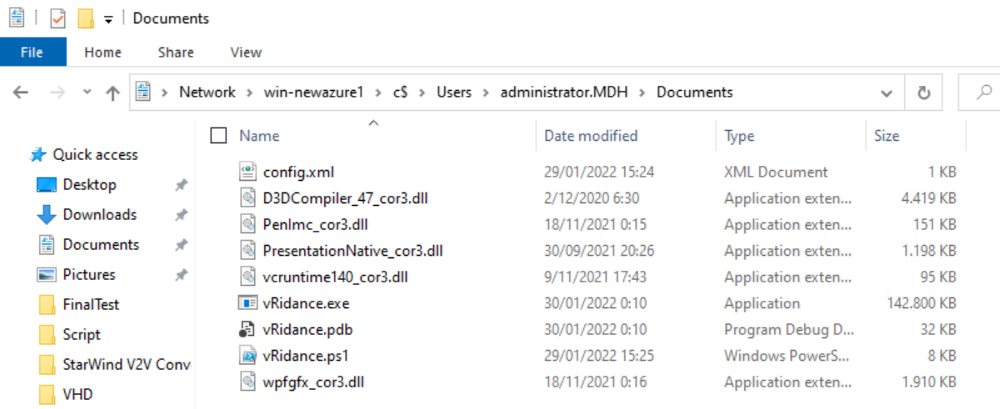 Documents
File Home Share View
Network win-newazure1 c$ Users administrator.MDH Documents
Name Date modified Type Size
Quick access
Desktop
Downloads
Documents
Pictures
FinalTest
Script
StarWind V2V Conv
VHD
config.xml 29/01/2022 15:24 XML Document 1 KB
D3DCompiler_47_cor3.dll 2/12/2020 6:30 Application exten... 4.419 KB
PenImc_cor3.dll 18/11/2021 0:15 Application exten... 151 KB
PresentationNative_cor3.dll 30/09/2021 20:26 Application exten... 1.198 KB
vcruntime140_cor3.dll 9/11/2021 17:43 Application exten... 95 KB
vRidance.exe 30/01/2022 0:10 Application 142.800 KB
vRidance.pdb 30/01/2022 0:10 Program Debug D... 32 KB
vRidance.ps1 29/01/2022 15:25 Windows PowerS... 8 KB
wpfgfx_cor3.dll 18/11/2021 0:16 Application exten... 1.910 KB